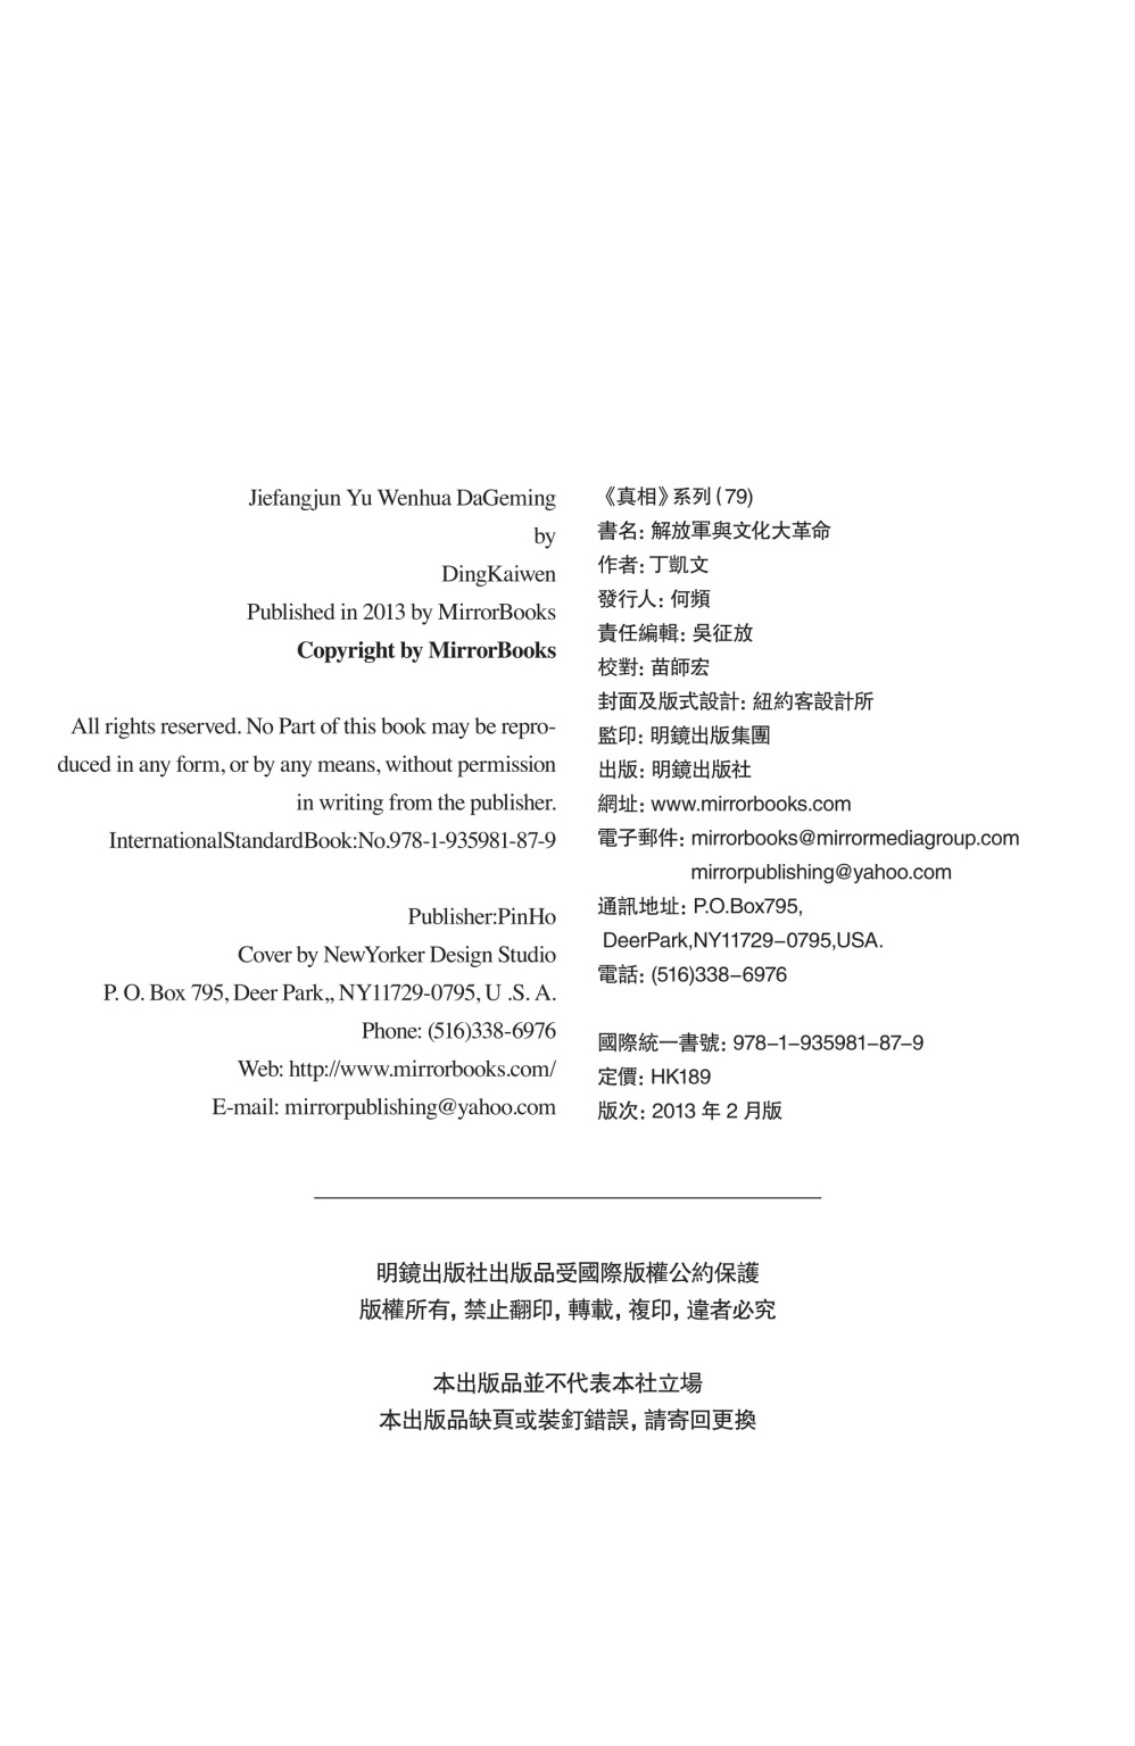 Jiefangjun Yu Wenhua DaGeming
by
DingKaiwen
Published in 2013 by MirrorBooks
Copyright by MirrorBooks
All rights reserved. No Part of this book may be repro-
duced in any form, or by any means, without permission
in writing from the publisher.
InternationalStandardBook:No.978-1-935981-87-9
Publisher:PinHo
Cover by NewYorker Design Studio
P. O. Box 795, Deer Park,, NY11729-0795, U .S. A.
Phone: (516)338-6976
Web: http://www.mirrorbooks.com/
E-mail: mirrorpublishing@yahoo.com
《真相》系列(79)
書名: 解放軍與文化大革命
作者: 丁凱文
發行人: 何頻
責任編輯: 吳征放
校對: 苗師宏
封面及版式設計: 紐約客設計所
監印: 明鏡出版集團
出版: 明鏡出版社
網址: www.mirrorbooks.com
電子郵件: mirrorbooks@mirrormediagroup.com
mirrorpublishing@yahoo.com
通訊地址: P.O.Box795,
DeerPark,NY11729–0795,USA.
電話: (516)338–6976
國際統一書號: 978–1–935981–87–9
定價: HK189
版次: 2013 年 2 月版
明鏡出版社出版品受國際版權公約保護
版權所有, 禁止翻印, 轉載, 複印, 違者必究
本出版品並不代表本社立場
本出版品缺頁或裝釘錯誤, 請寄回更換